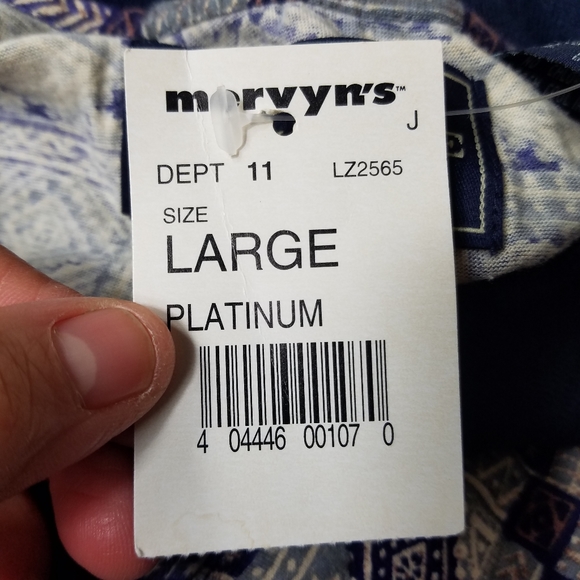 mervyn's™
J
DEPT 11 LZ2565
SIZE
LARGE
PLATINUM
4 04446 00107 0